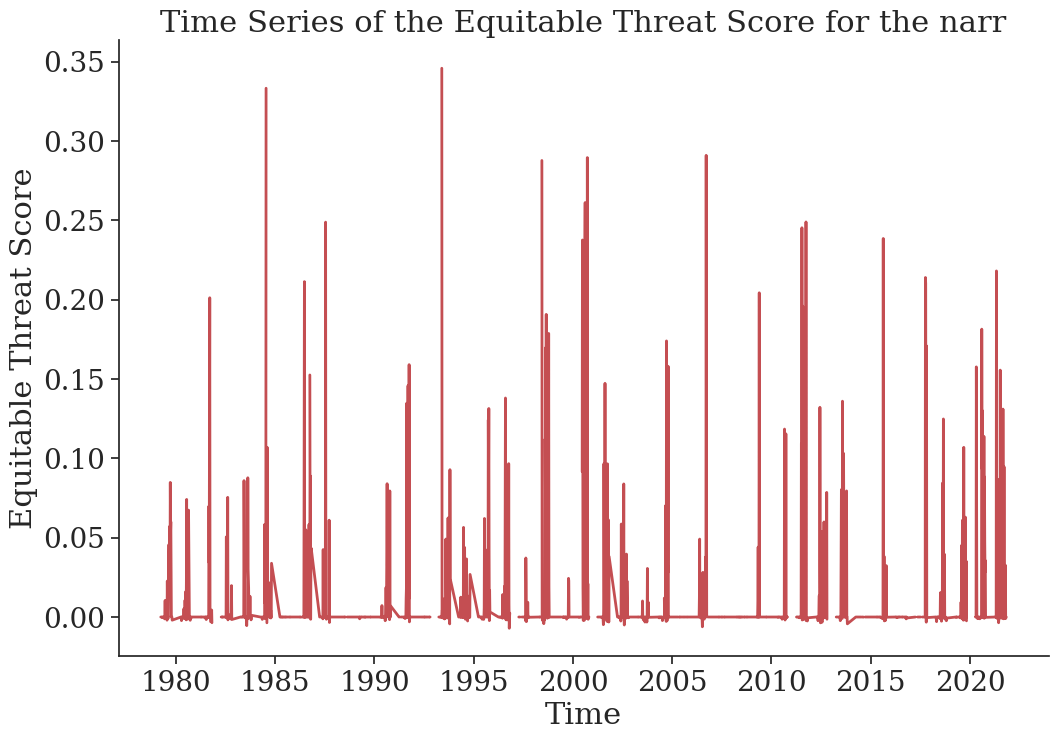 Time Series of the Equitable Threat Score for the narr
Equitable Threat Score
0.35
0.30
0.25
0.20
0.15
0.10
0.05
0.00
1980 1985 1990 1995 2000 2005 2010 2015 2020
Time